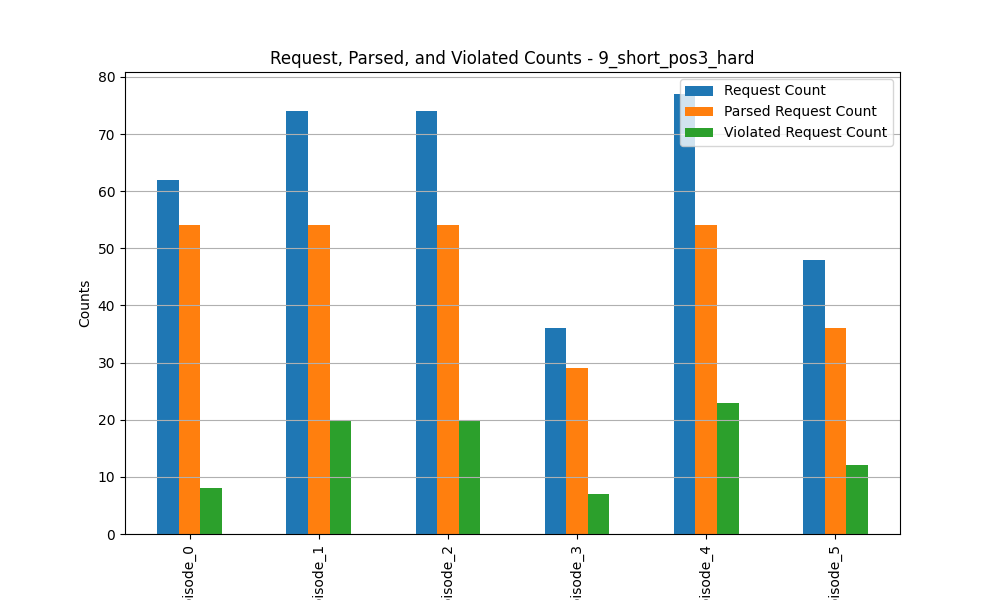 Request, Parsed, and Violated Counts - 9_short_pos3_hard
Request Count
Parsed Request Count
Violated Request Count
Counts
80
70
60
50
40
30
20
10
0
isode_0
isode_1
isode_2
isode_3
isode_4
isode_5